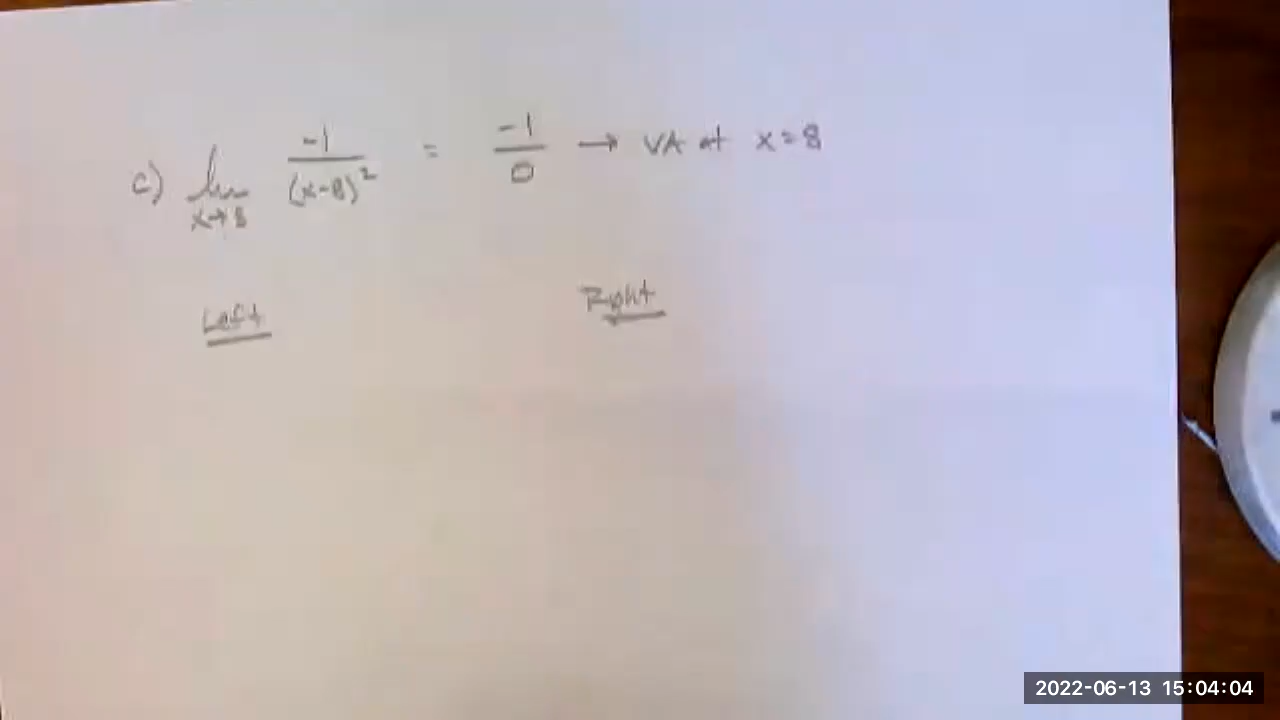 c) lim x→8 -1/(x-8)² = -1/0 → VA at x=8
Left Right
2022-06-13 15:04:04